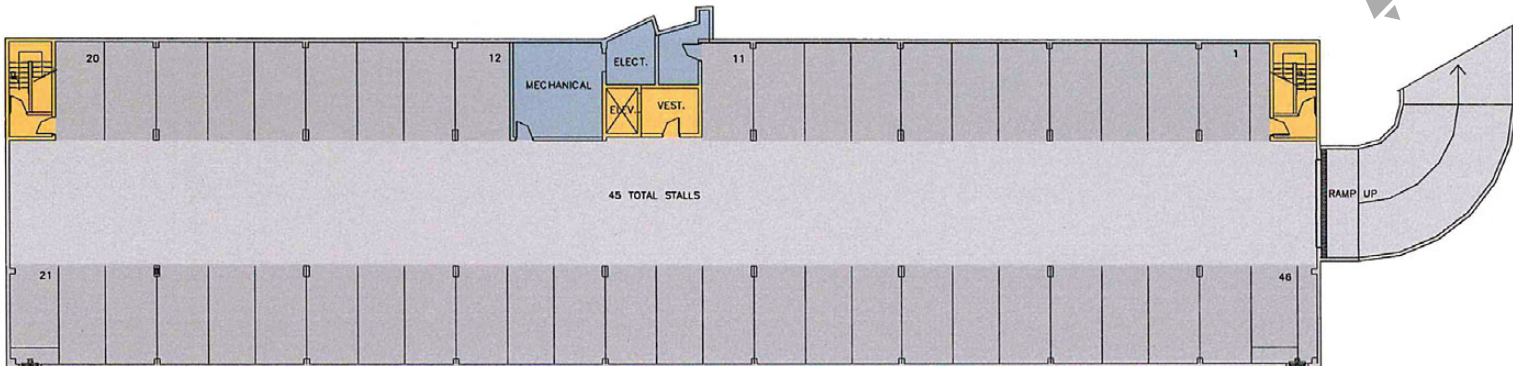 20
12
MECHANICAL
ELECT.
ELEV.
VEST.
11
1
45 TOTAL STALLS
RAMP UP
21
46